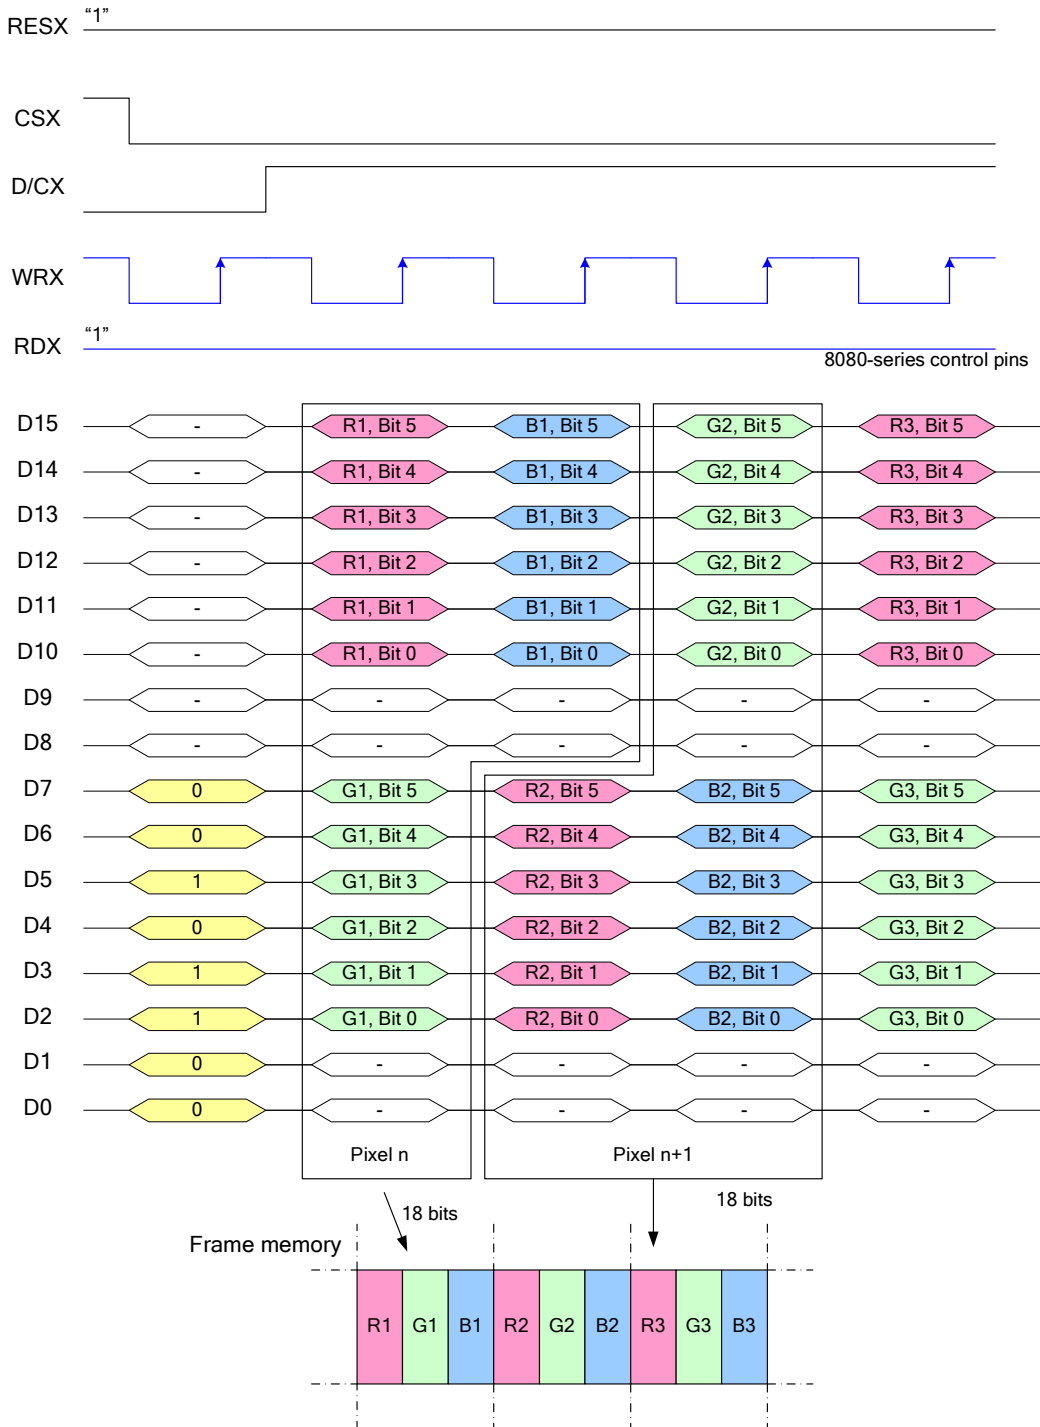 RESX “1”
CSX
D/CX
WRX
RDX “1”
8080-series control pins
D15 - R1, Bit 5 B1, Bit 5 G2, Bit 5 R3, Bit 5
D14 - R1, Bit 4 B1, Bit 4 G2, Bit 4 R3, Bit 4
D13 - R1, Bit 3 B1, Bit 3 G2, Bit 3 R3, Bit 3
D12 - R1, Bit 2 B1, Bit 2 G2, Bit 2 R3, Bit 2
D11 - R1, Bit 1 B1, Bit 1 G2, Bit 1 R3, Bit 1
D10 - R1, Bit 0 B1, Bit 0 G2, Bit 0 R3, Bit 0
D9 - - - - -
D8 - - - - -
D7 0 G1, Bit 5 R2, Bit 5 B2, Bit 5 G3, Bit 5
D6 0 G1, Bit 4 R2, Bit 4 B2, Bit 4 G3, Bit 4
D5 1 G1, Bit 3 R2, Bit 3 B2, Bit 3 G3, Bit 3
D4 0 G1, Bit 2 R2, Bit 2 B2, Bit 2 G3, Bit 2
D3 1 G1, Bit 1 R2, Bit 1 B2, Bit 1 G3, Bit 1
D2 1 G1, Bit 0 R2, Bit 0 B2, Bit 0 G3, Bit 0
D1 0 - - - -
D0 0 - - - -
Pixel n Pixel n+1
18 bits 18 bits
Frame memory
R1 G1 B1 R2 G2 B2 R3 G3 B3